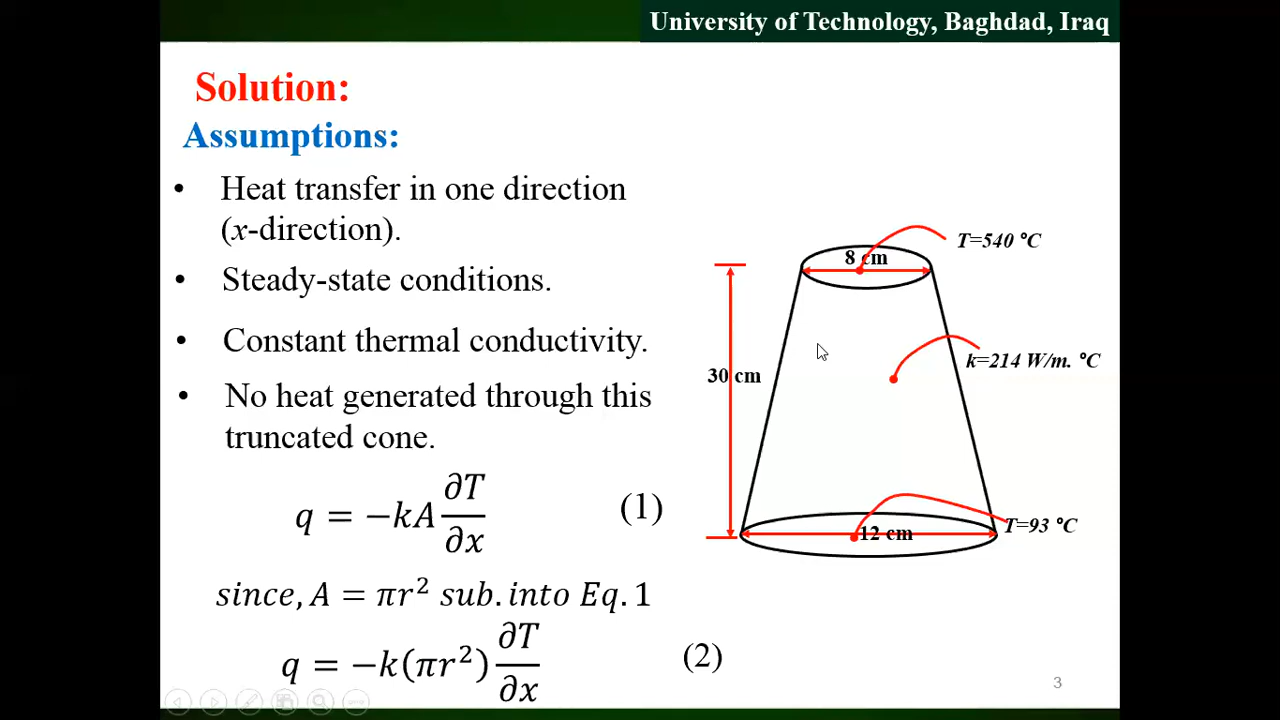 University of Technology, Baghdad, Iraq
Solution:
Assumptions:
• Heat transfer in one direction
(x-direction).
• Steady-state conditions.
• Constant thermal conductivity.
• No heat generated through this
truncated cone.
q = −kA ∂T/∂x (1)
since, A = πr² sub. into Eq. 1
q = −k(πr²) ∂T/∂x (2)
T=540 °C
8 cm
k=214 W/m. °C
30 cm
T=93 °C
12 cm
3